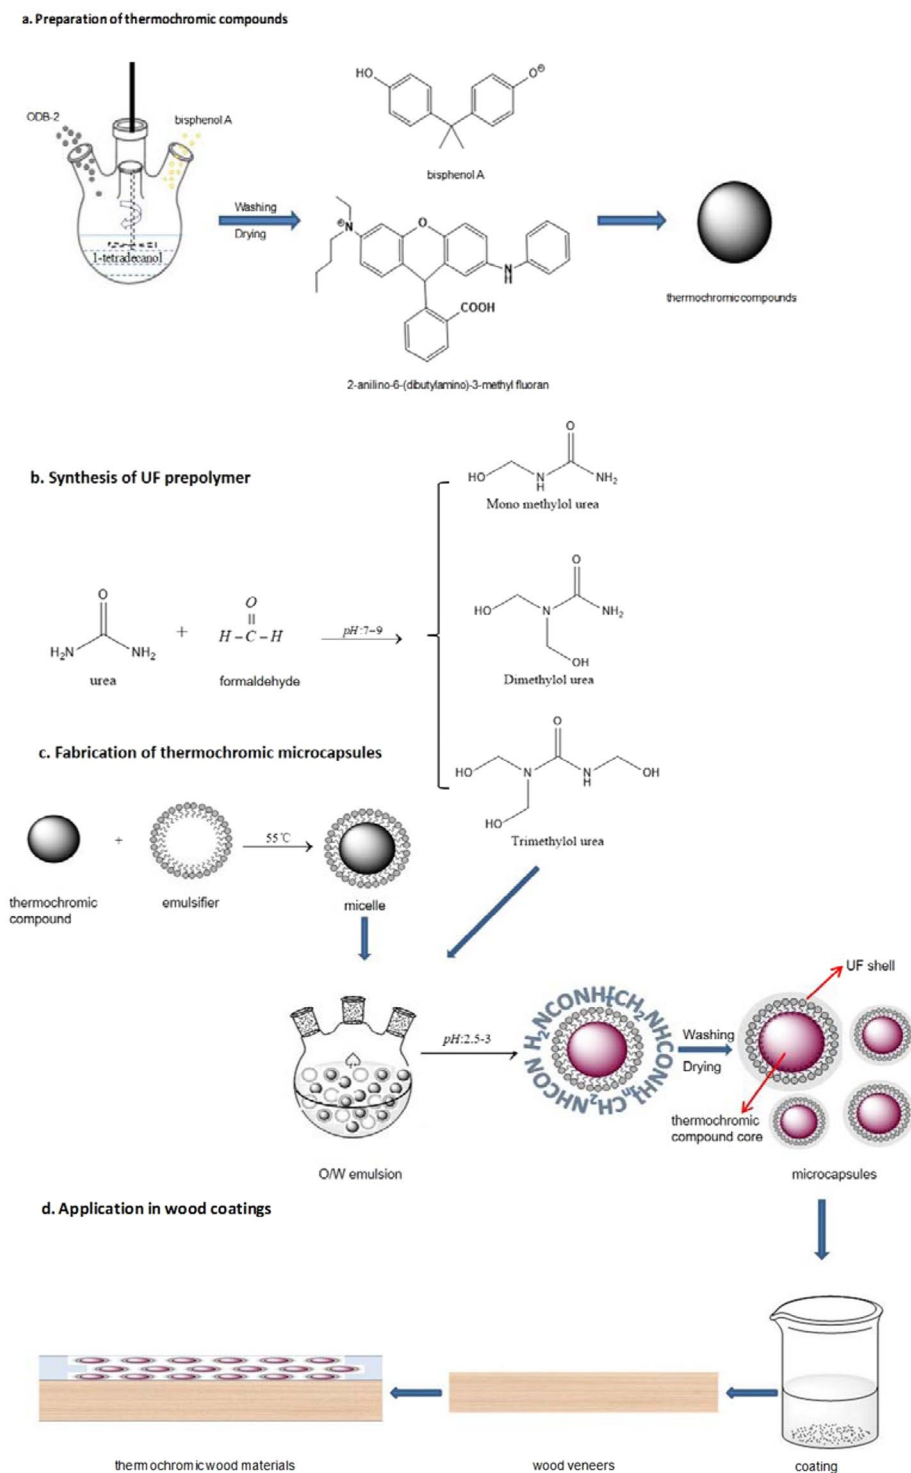 a. Preparation of thermochromic compounds
ODB-2
bisphenol A
1-tetradecanol
Washing
Drying
HO
O⊖
bisphenol A
⊕N
O
N
H
COOH
2-anilino-6-(dibutylamino)-3-methyl fluoran
thermochromic compounds
b. Synthesis of UF prepolymer
O
H₂N
NH₂
urea
+
O
H–C–H
formaldehyde
pH:7-9
O
HO
N
H
NH₂
Mono methylol urea
O
HO
N
NH₂
OH
Dimethylol urea
O
HO
N
N
H
OH
HO
Trimethylol urea
c. Fabrication of thermochromic microcapsules
thermochromic
compound
+
emulsifier
55℃
micelle
O/W emulsion
pH:2.5-3
H₂NCONH[CH₂NHCONH]ₙCH₂NHCON
Washing
Drying
UF shell
thermochromic
compound core
microcapsules
d. Application in wood coatings
thermochromic wood materials
wood veneers
coating